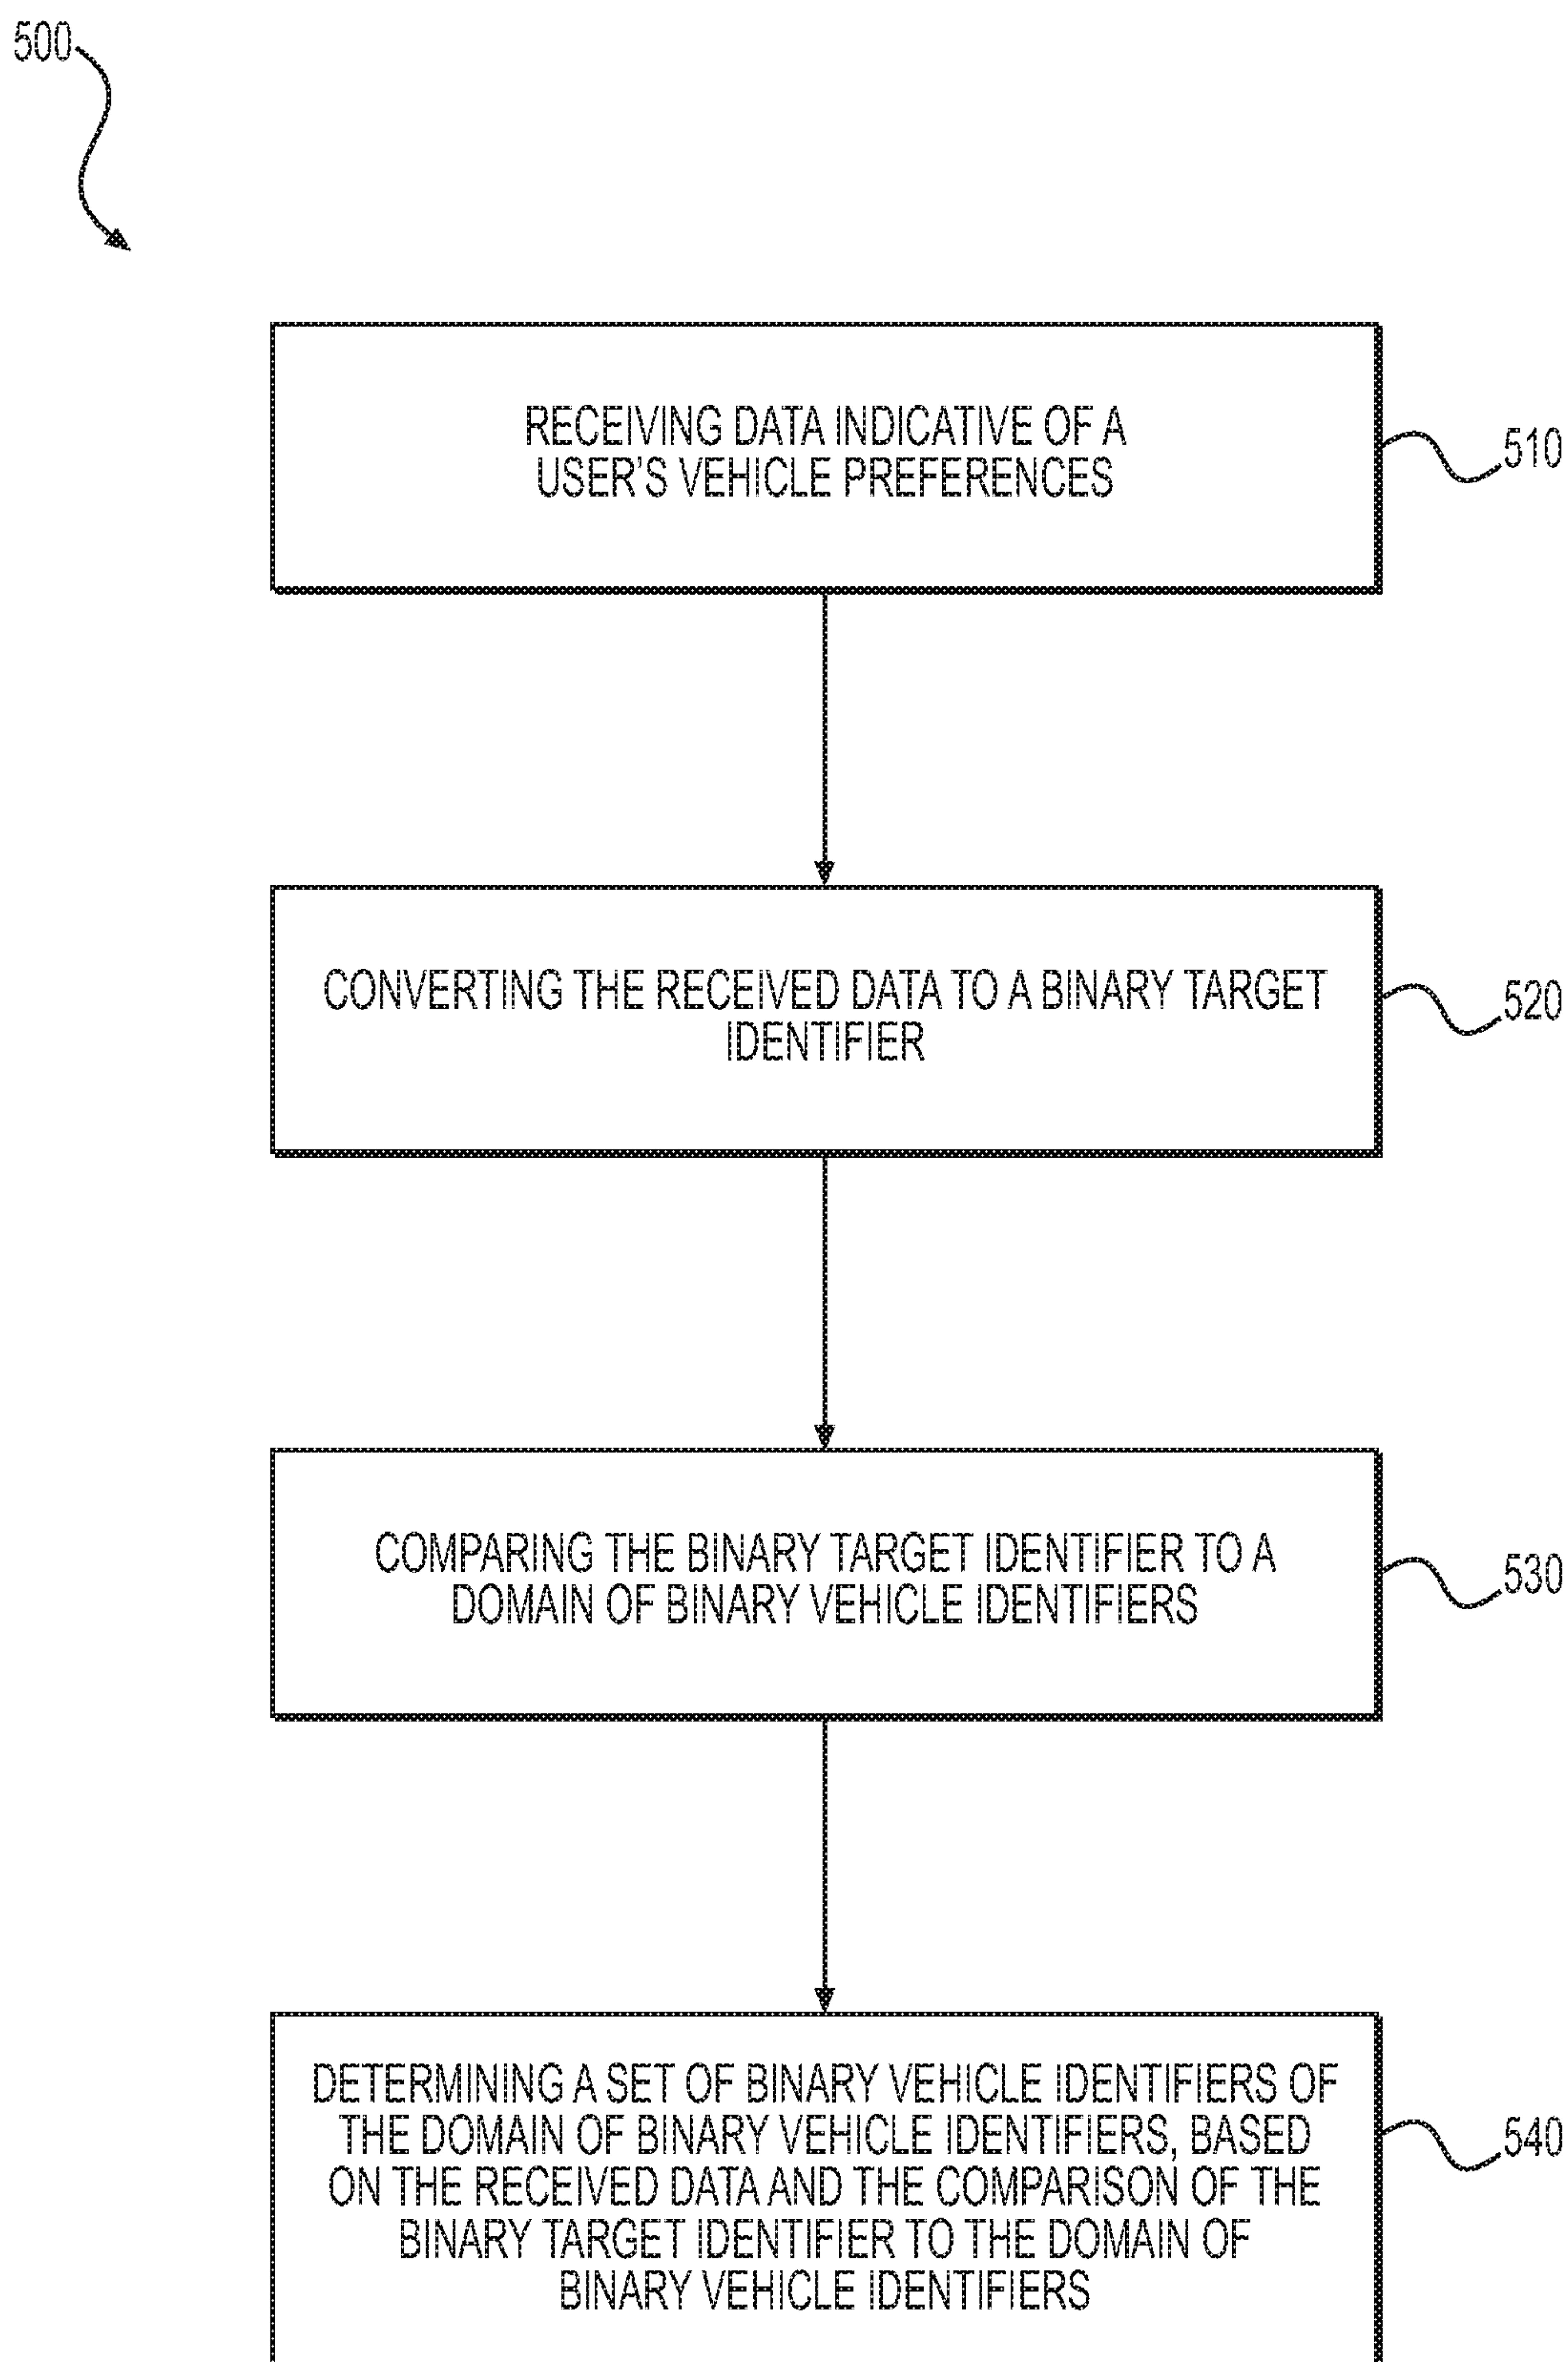 500
RECEIVING DATA INDICATIVE OF A
USER'S VEHICLE PREFERENCES
510
CONVERTING THE RECEIVED DATA TO A BINARY TARGET
IDENTIFIER
520
COMPARING THE BINARY TARGET IDENTIFIER TO A
DOMAIN OF BINARY VEHICLE IDENTIFIERS
530
DETERMINING A SET OF BINARY VEHICLE IDENTIFIERS OF
THE DOMAIN OF BINARY VEHICLE IDENTIFIERS, BASED
ON THE RECEIVED DATA AND THE COMPARISON OF THE
BINARY TARGET IDENTIFIER TO THE DOMAIN OF
BINARY VEHICLE IDENTIFIERS
540